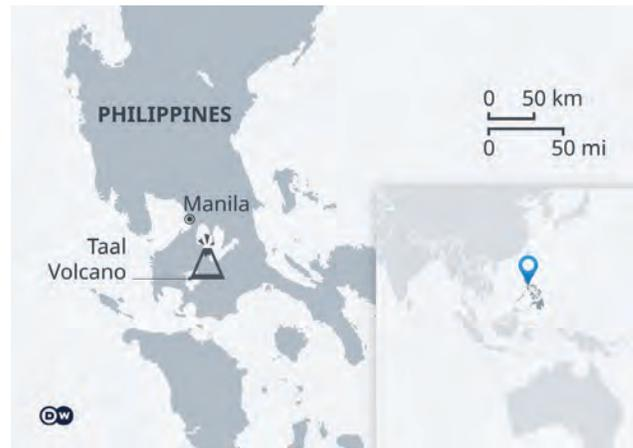 PHILIPPINES
0 50 km
0 50 mi
Manila
Taal
Volcano
DW